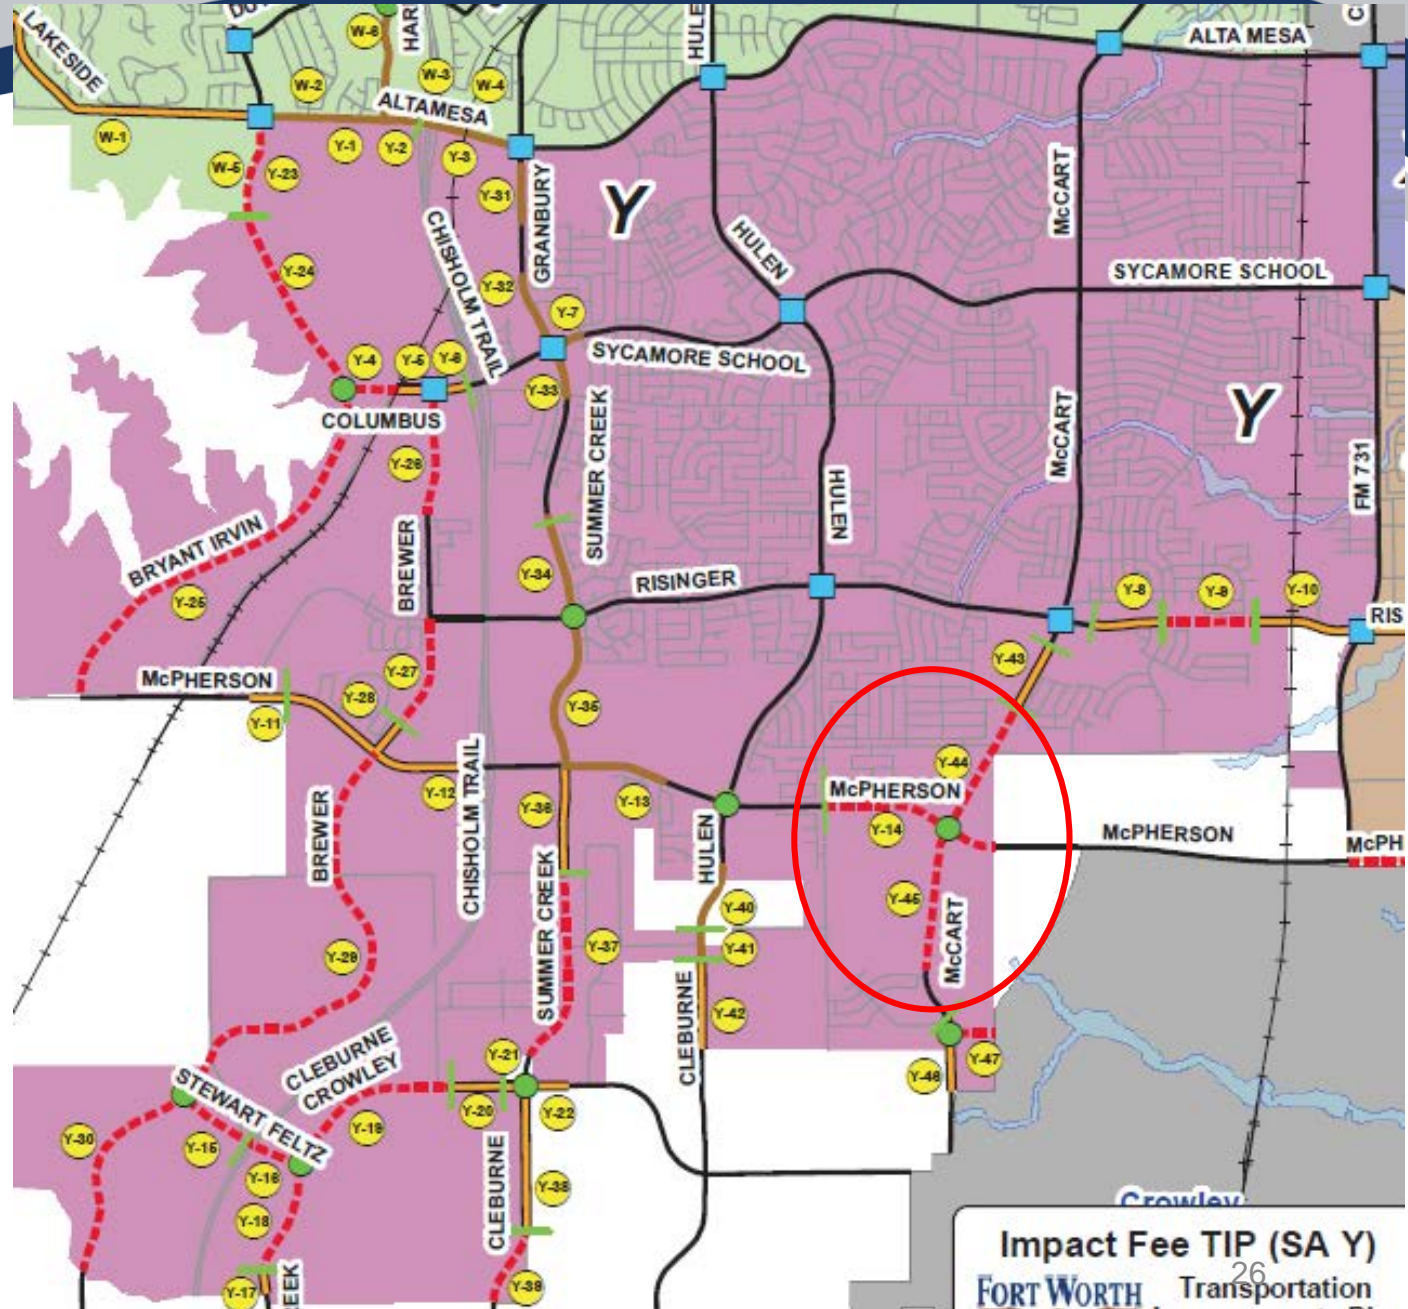 LAKESIDE
W-6
HULE
ALTA MESA
W-2
W-3
W-4
ALTAMESA
W-1
Y-1
Y-2
Y-3
W-5
Y-23
Y-31
GRANBURY
Y
McCART
CHISHOLM TRAIL
HULEN
Y-24
SYCAMORE SCHOOL
Y-32
Y-7
Y-4
Y-5
Y-6
SYCAMORE SCHOOL
Y-33
COLUMBUS
SUMMER CREEK
McCART
Y
FM 731
Y-26
HULEN
BRYANT IRVIN
BREWER
Y-34
RISINGER
Y-25
Y-8
Y-9
Y-10
RIS
McPHERSON
Y-27
Y-28
Y-43
Y-11
Y-35
Y-44
McPHERSON
Y-12
CHISHOLM TRAIL
Y-36
Y-13
Y-14
McPHERSON
McPH
BREWER
HULEN
Y-45
Y-40
McCART
Y-29
SUMMER CREEK
Y-37
Y-41
CLEBURNE
Y-42
CLEBURNE
CROWLEY
Y-21
Y-47
Y-46
STEWART FELTZ
Y-20
Y-22
Y-30
Y-15
Y-19
Y-16
CLEBURNE
Y-38
Y-18
Crowley
Impact Fee TIP (SA Y)
Y-17
EEK
Y-39
26
FORT WORTH
Transportation